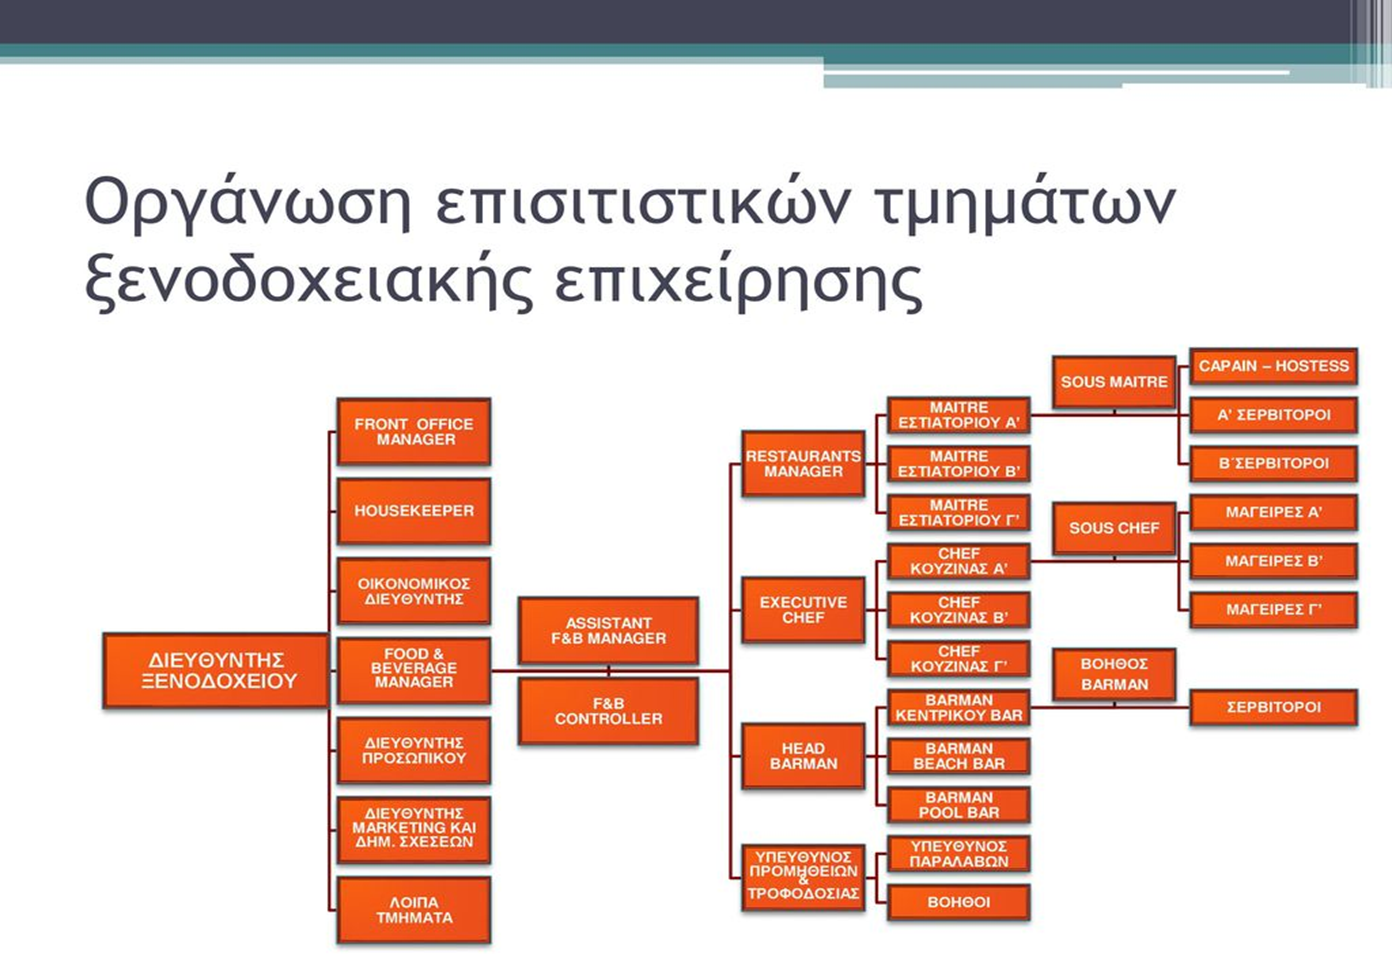 Οργάνωση επισιτιστικών τμημάτων
ξενοδοχειακής επιχείρησης
ΔΙΕΥΘΥΝΤΗΣ
ΞΕΝΟΔΟΧΕΙΟΥ
FRONT OFFICE
MANAGER
HOUSEKEEPER
ΟΙΚΟΝΟΜΙΚΟΣ
ΔΙΕΥΘΥΝΤΗΣ
FOOD &
BEVERAGE
MANAGER
ΔΙΕΥΘΥΝΤΗΣ
ΠΡΟΣΩΠΙΚΟΥ
ΔΙΕΥΘΥΝΤΗΣ
MARKETING ΚΑΙ
ΔΗΜ. ΣΧΕΣΕΩΝ
ΛΟΙΠΑ
ΤΜΗΜΑΤΑ
ASSISTANT
F&B MANAGER
F&B
CONTROLLER
RESTAURANTS
MANAGER
MAITRE
ΕΣΤΙΑΤΟΡΙΟΥ Α’
MAITRE
ΕΣΤΙΑΤΟΡΙΟΥ Β’
MAITRE
ΕΣΤΙΑΤΟΡΙΟΥ Γ’
SOUS MAITRE
CAPAIN – HOSTESS
Α’ ΣΕΡΒΙΤΟΡΟΙ
Β΄ΣΕΡΒΙΤΟΡΟΙ
EXECUTIVE
CHEF
CHEF
ΚΟΥΖΙΝΑΣ Α’
CHEF
ΚΟΥΖΙΝΑΣ Β’
CHEF
ΚΟΥΖΙΝΑΣ Γ’
SOUS CHEF
ΜΑΓΕΙΡΕΣ Α’
ΜΑΓΕΙΡΕΣ Β’
ΜΑΓΕΙΡΕΣ Γ’
HEAD
BARMAN
BARMAN
ΚΕΝΤΡΙΚΟΥ BAR
BARMAN
BEACH BAR
BARMAN
POOL BAR
ΒΟΗΘΟΣ
BARMAN
ΣΕΡΒΙΤΟΡΟΙ
ΥΠΕΥΘΥΝΟΣ
ΠΡΟΜΗΘΕΙΩΝ
&
ΤΡΟΦΟΔΟΣΙΑΣ
ΥΠΕΥΘΥΝΟΣ
ΠΑΡΑΛΑΒΩΝ
ΒΟΗΘΟΙ